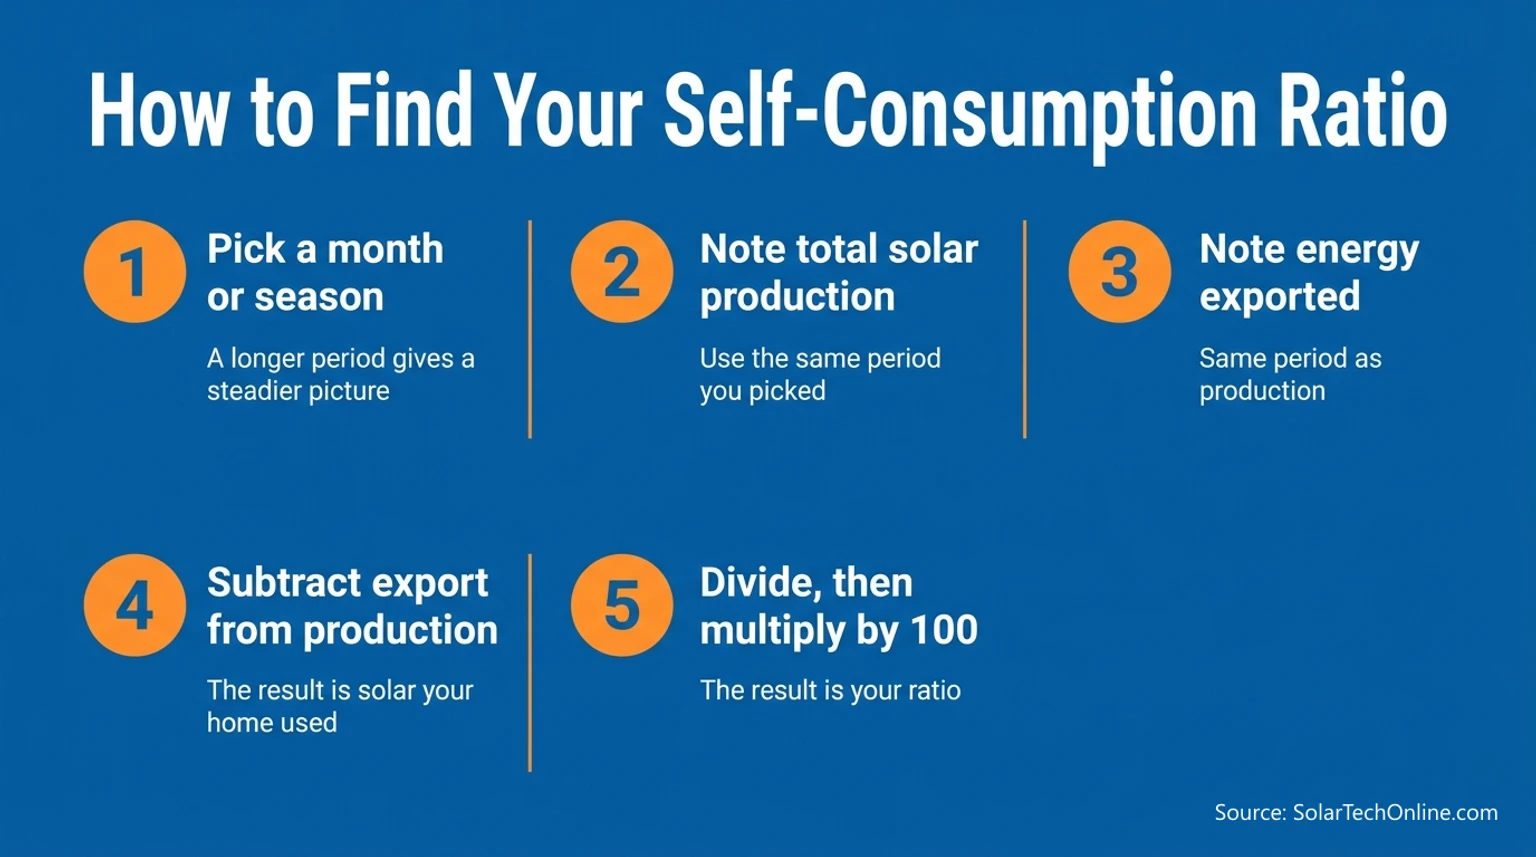 How to Find Your Self-Consumption Ratio
1
Pick a month
or season
A longer period gives a
steadier picture
2
Note total solar
production
Use the same period
you picked
3
Note energy
exported
Same period as
production
4
Subtract export
from production
The result is solar your
home used
5
Divide, then
multiply by 100
The result is your ratio
Source: SolarTechOnline.com